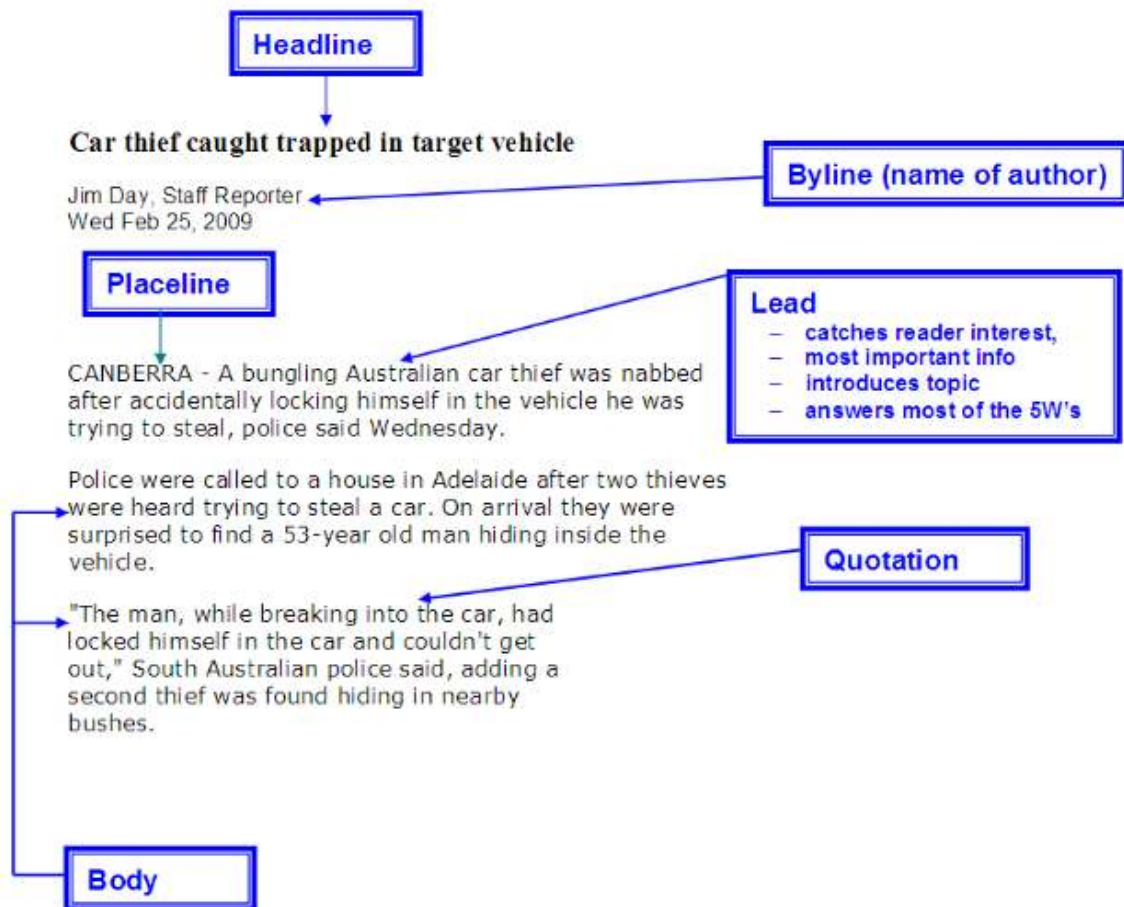 Headline
Car thief caught trapped in target vehicle
Byline (name of author)
Jim Day, Staff Reporter
Wed Feb 25, 2009
Placeline
Lead
– catches reader interest,
– most important info
– introduces topic
– answers most of the 5W's
CANBERRA - A bungling Australian car thief was nabbed
after accidentally locking himself in the vehicle he was
trying to steal, police said Wednesday.
Police were called to a house in Adelaide after two thieves
were heard trying to steal a car. On arrival they were
surprised to find a 53-year old man hiding inside the
vehicle.
Quotation
"The man, while breaking into the car, had
locked himself in the car and couldn't get
out," South Australian police said, adding a
second thief was found hiding in nearby
bushes.
Body